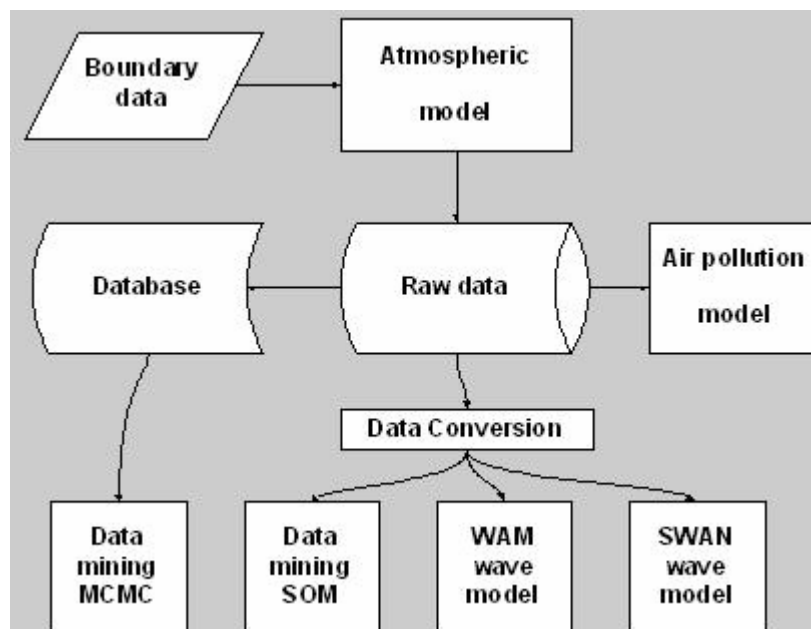 Boundary
data
Atmospheric
model
Database
Raw data
Air pollution
model
Data Conversion
Data
mining
MCMC
Data
mining
SOM
WAM
wave
model
SWAN
wave
model